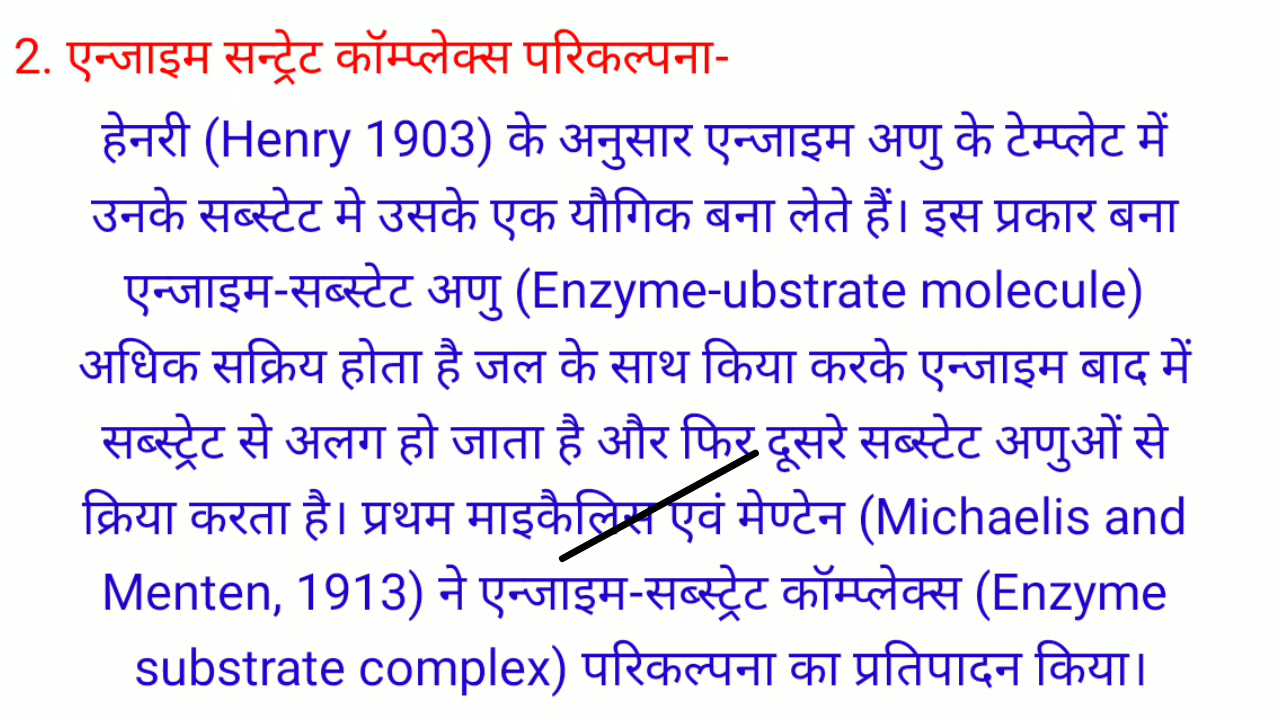 2. एन्जाइम सन्ट्रेट कॉम्प्लेक्स परिकल्पना-
हेनरी (Henry 1903) के अनुसार एन्जाइम अणु के टेम्प्लेट में
उनके सब्स्टेट मे उसके एक यौगिक बना लेते हैं। इस प्रकार बना
एन्जाइम-सब्स्टेट अणु (Enzyme-ubstrate molecule)
अधिक सक्रिय होता है जल के साथ किया करके एन्जाइम बाद में
सब्स्ट्रेट से अलग हो जाता है और फिर दूसरे सब्स्टेट अणुओं से
क्रिया करता है। प्रथम माइकैलिस एवं मेण्टेन (Michaelis and
Menten, 1913) ने एन्जाइम-सब्स्ट्रेट कॉम्प्लेक्स (Enzyme
substrate complex) परिकल्पना का प्रतिपादन किया।